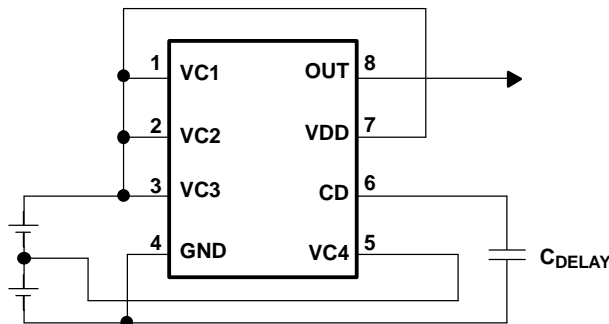 1 VC1 OUT 8
2 VC2 VDD 7
3 VC3 CD 6
4 GND VC4 5
CDELAY